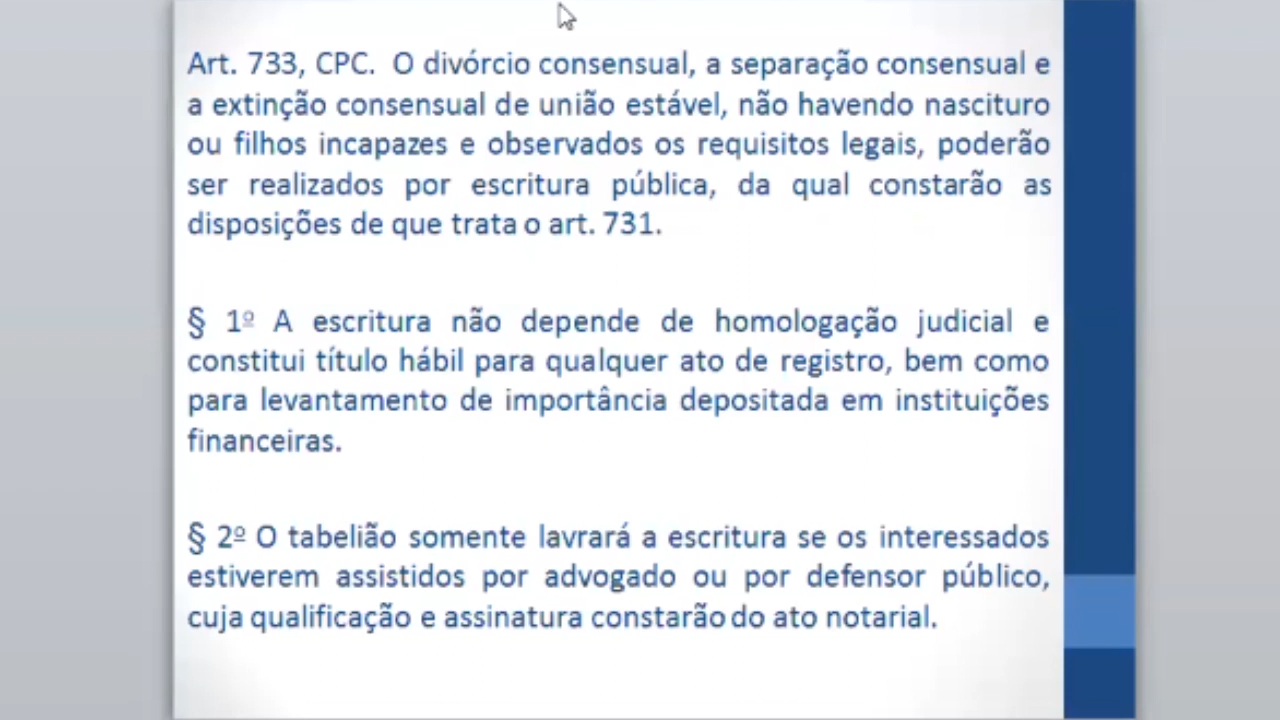 Art. 733, CPC. O divórcio consensual, a separação consensual e
a extinção consensual de união estável, não havendo nascituro
ou filhos incapazes e observados os requisitos legais, poderão
ser realizados por escritura pública, da qual constarão as
disposições de que trata o art. 731.
§ 1º A escritura não depende de homologação judicial e
constitui título hábil para qualquer ato de registro, bem como
para levantamento de importância depositada em instituições
financeiras.
§ 2º O tabelião somente lavrará a escritura se os interessados
estiverem assistidos por advogado ou por defensor público,
cuja qualificação e assinatura constarão do ato notarial.